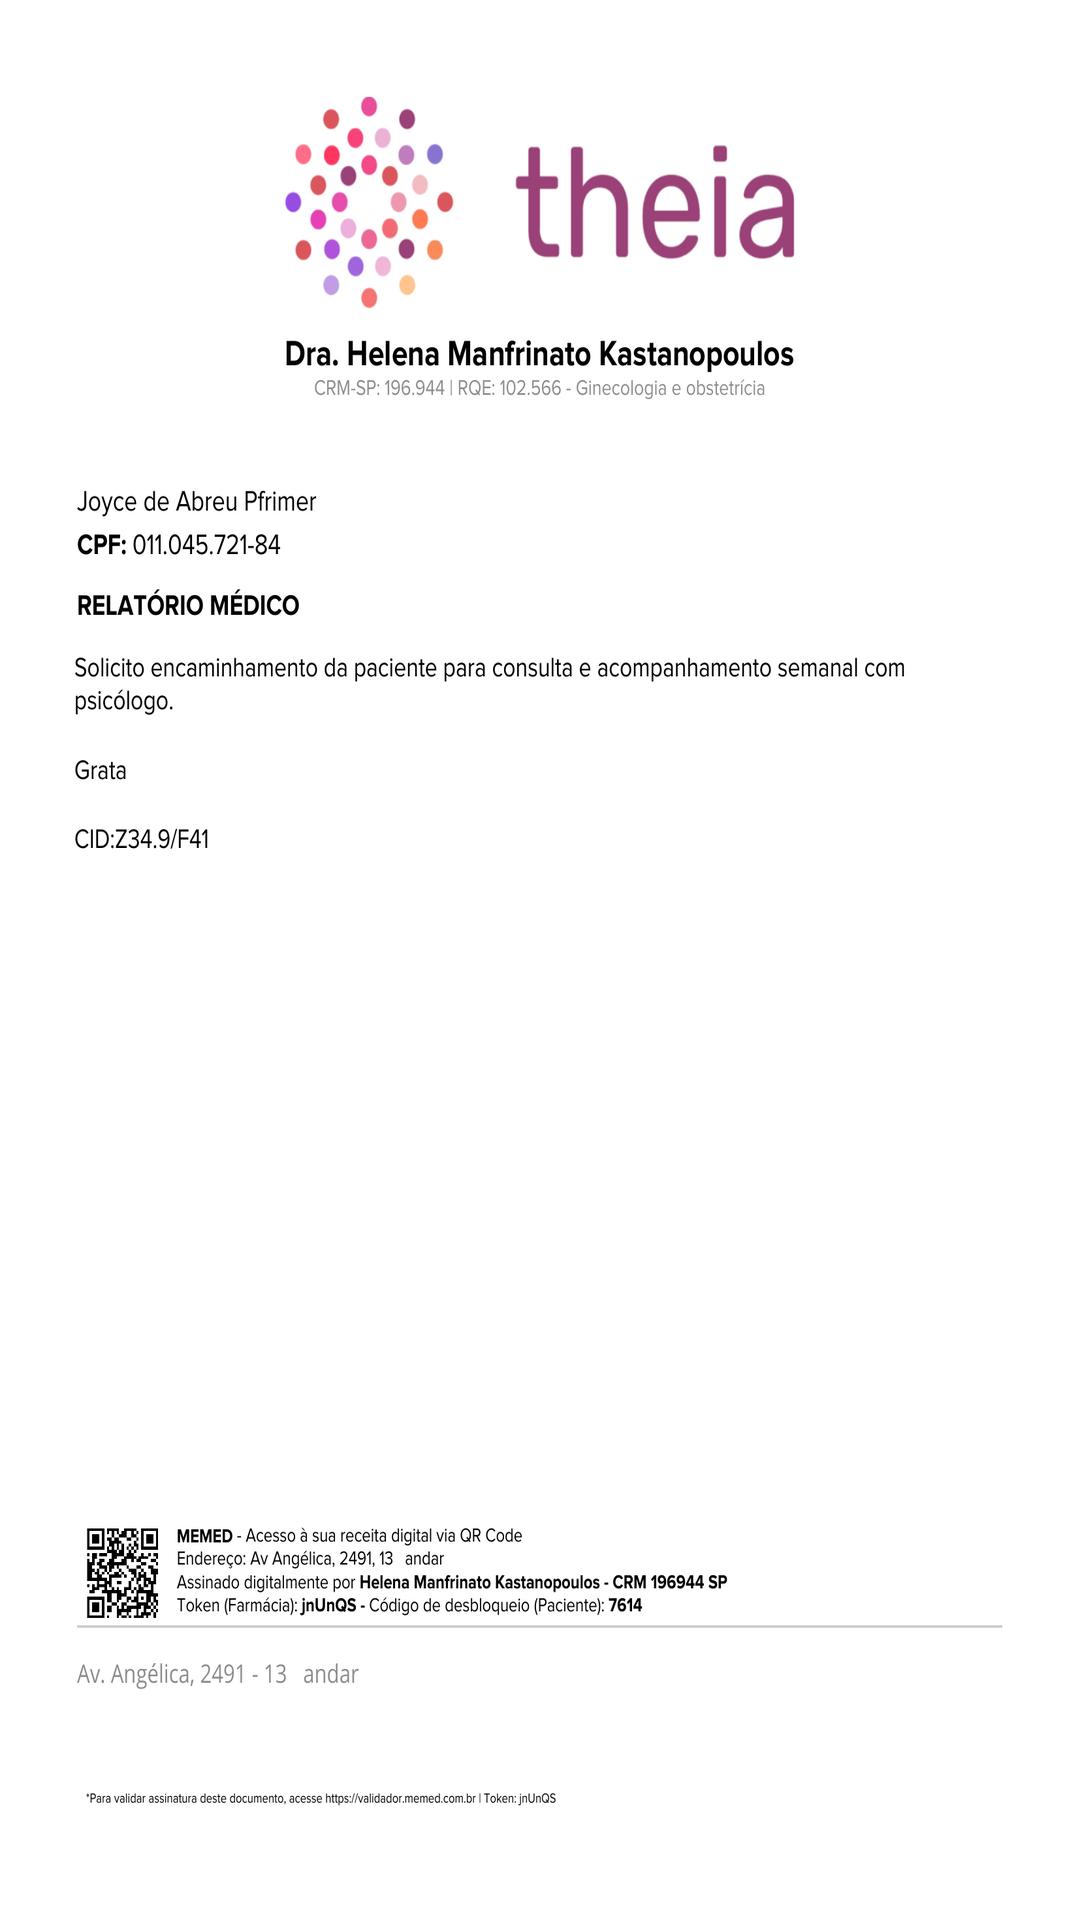 theia
Dra. Helena Manfrinato Kastanopoulos
CRM-SP: 196.944 | RQE: 102.566 - Ginecologia e obstetrícia
Joyce de Abreu Pfrimer
CPF: 011.045.721-84
RELATÓRIO MÉDICO
Solicito encaminhamento da paciente para consulta e acompanhamento semanal com
psicólogo.
Grata
CID:Z34.9/F41
MEMED - Acesso à sua receita digital via QR Code
Endereço: Av Angélica, 2491, 13 andar
Assinado digitalmente por Helena Manfrinato Kastanopoulos - CRM 196944 SP
Token (Farmácia): jnUnQS - Código de desbloqueio (Paciente): 7614
Av. Angélica, 2491 - 13 andar
*Para validar assinatura deste documento, acesse https://validador.memed.com.br | Token: jnUnQS